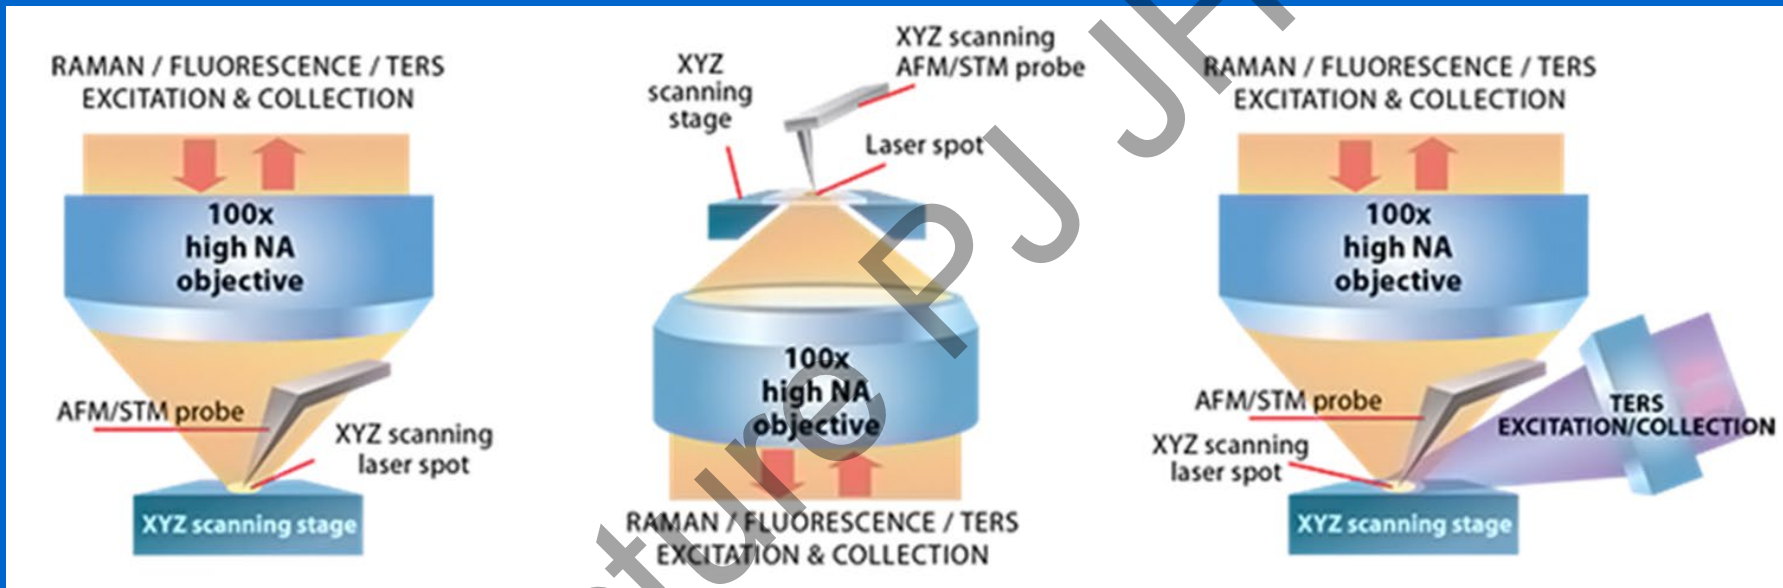 RAMAN / FLUORESCENCE / TERS
EXCITATION & COLLECTION
100x
high NA
objective
AFM/STM probe
XYZ scanning
laser spot
XYZ scanning stage
XYZ
scanning
stage
XYZ scanning
AFM/STM probe
Laser spot
100x
high NA
objective
RAMAN / FLUORESCENCE / TERS
EXCITATION & COLLECTION
RAMAN / FLUORESCENCE / TERS
EXCITATION & COLLECTION
100x
high NA
objective
AFM/STM probe
XYZ scanning
laser spot
TERS
EXCITATION/COLLECTION
XYZ scanning stage
PJ JH